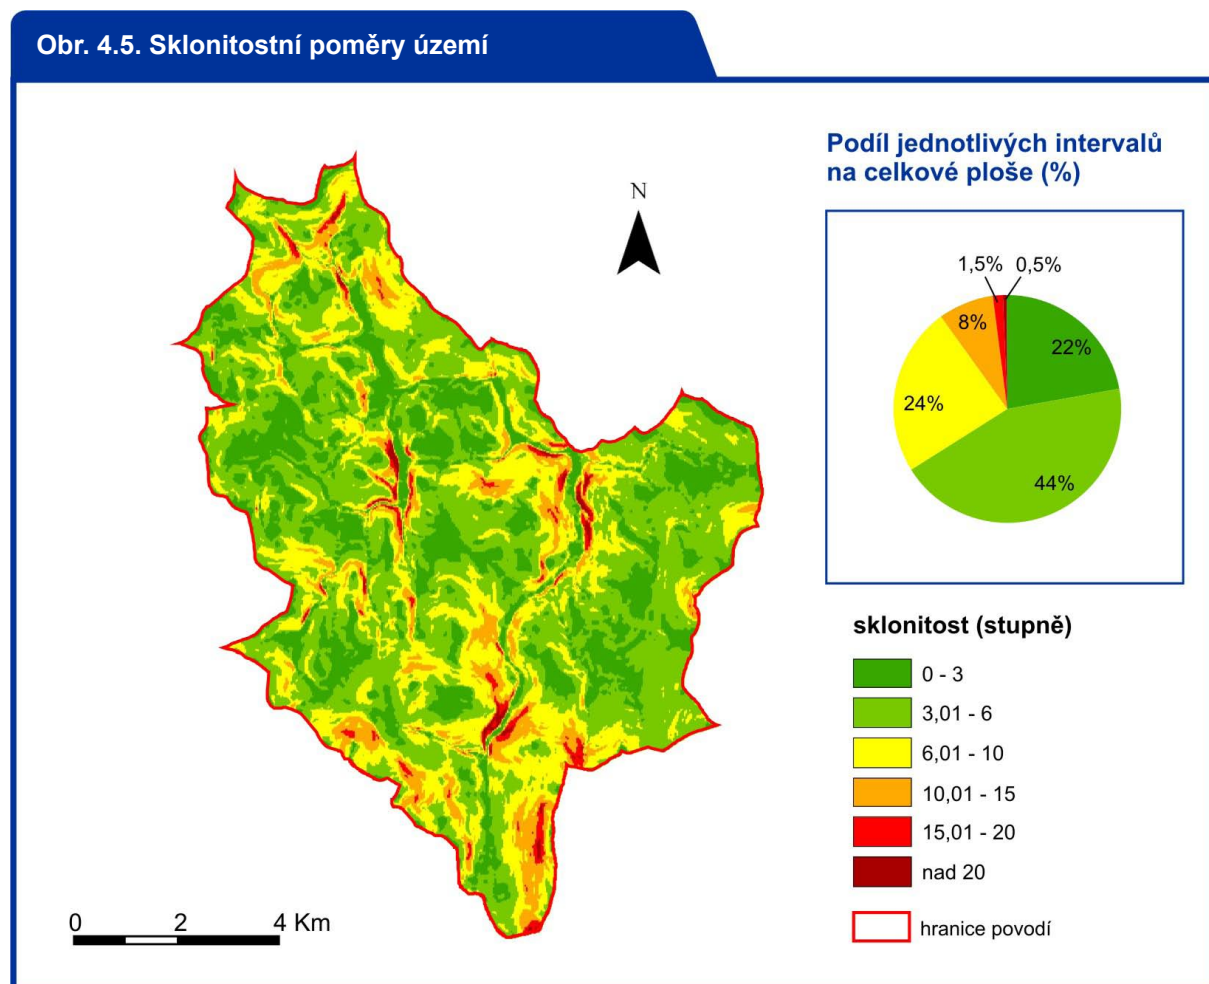 Obr. 4.5. Sklonitostní poměry území
Podíl jednotlivých intervalů
na celkové ploše (%)
N
1,5%
0,5%
8%
22%
24%
44%
sklonitost (stupně)
0 - 3
3,01 - 6
6,01 - 10
10,01 - 15
15,01 - 20
nad 20
hranice povodí
0 2 4 Km